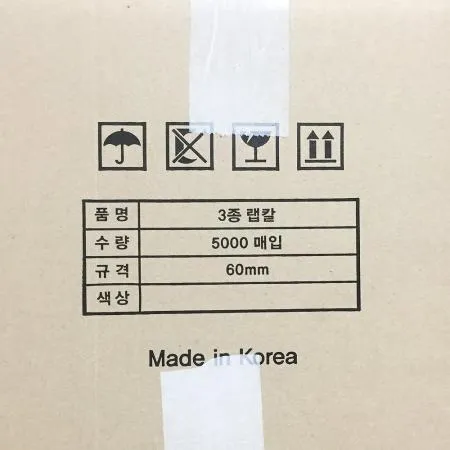 품 명 3종 랩칼
수 량 5000 매입
규 격 60mm
색 상
Made in Korea